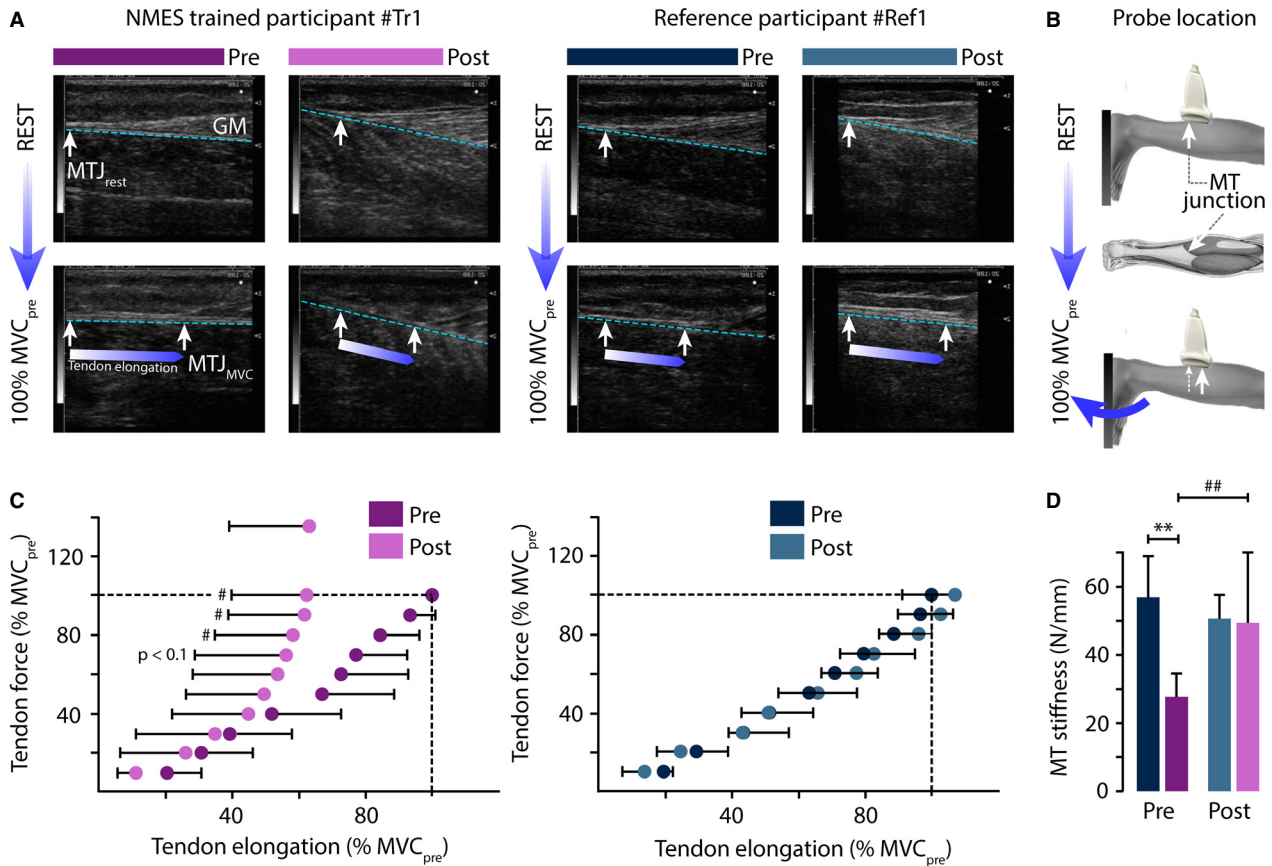 A
NMES trained participant #Tr1
Reference participant #Ref1
B
Probe location
Pre
Post
Pre
Post
REST
GM
MTJrest
REST
REST
MT
junction
100% MVCpre
Tendon elongation
MTJMVC
100% MVCpre
100% MVCpre
C
Pre
Post
Tendon force (% MVCpre)
120
80
40
#
#
#
p < 0.1
40
80
Tendon elongation (% MVCpre)
Pre
Post
Tendon force (% MVCpre)
120
80
40
40
80
Tendon elongation (% MVCpre)
D
##
**
MT stiffness (N/mm)
60
40
20
0
Pre
Post